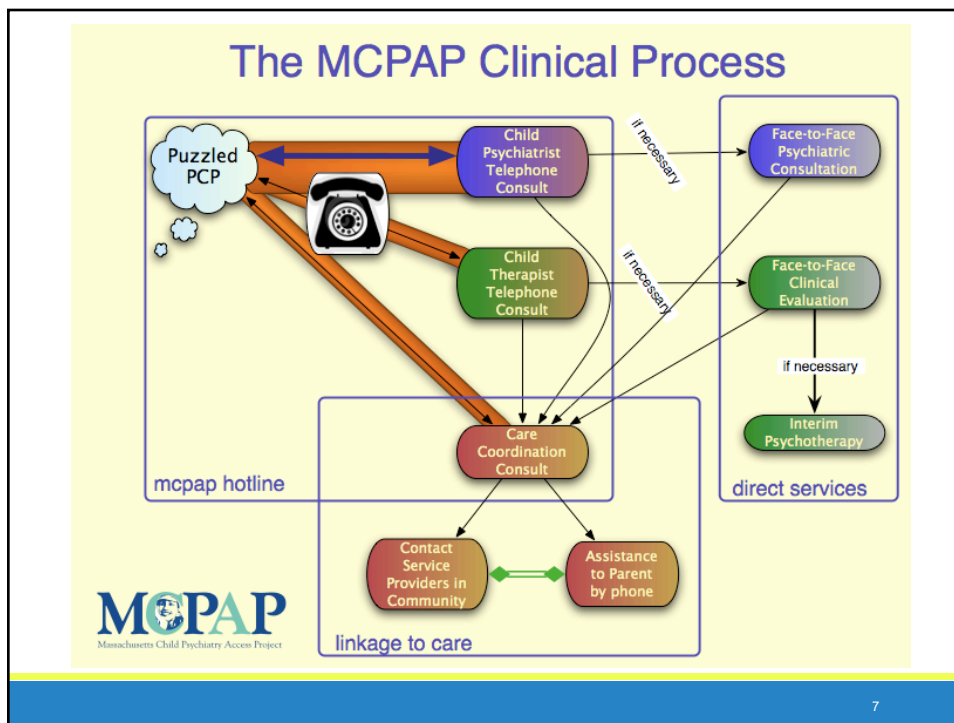 The MCPAP Clinical Process
Puzzled
PCP
Child
Psychiatrist
Telephone
Consult
if necessary
Face-to-Face
Psychiatric
Consultation
Child
Therapist
Telephone
Consult
if necessary
Face-to-Face
Clinical
Evaluation
if necessary
Interim
Psychotherapy
Care
Coordination
Consult
mcpap hotline
direct services
Contact
Service
Providers in
Community
Assistance
to Parent
by phone
MCPAP
Massachusetts Child Psychiatry Access Project
linkage to care
7